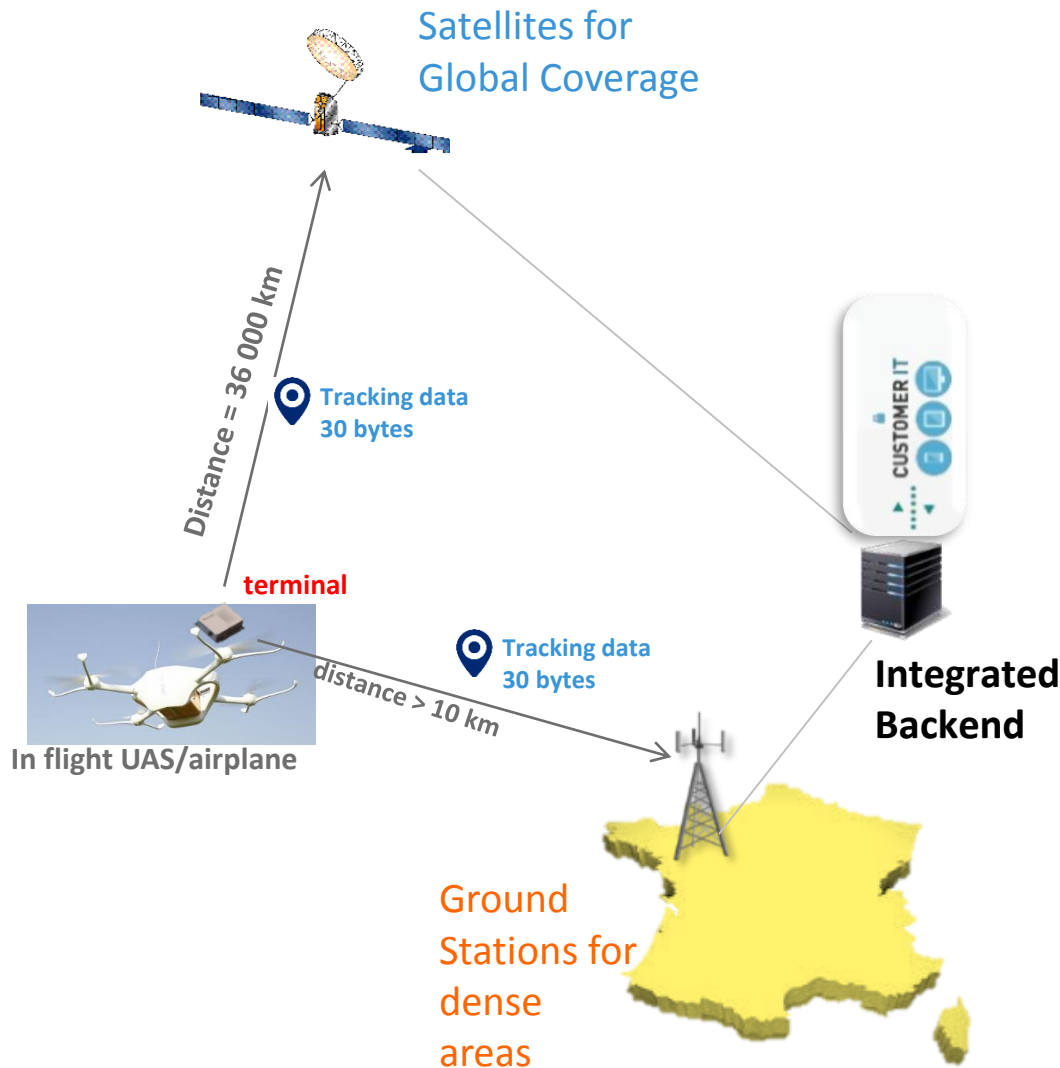 Satellites for
Global Coverage
Distance = 36 000 km
Tracking data
30 bytes
CUSTOMER IT
terminal
Tracking data
30 bytes
distance > 10 km
In flight UAS/airplane
Integrated
Backend
Ground
Stations for
dense
areas